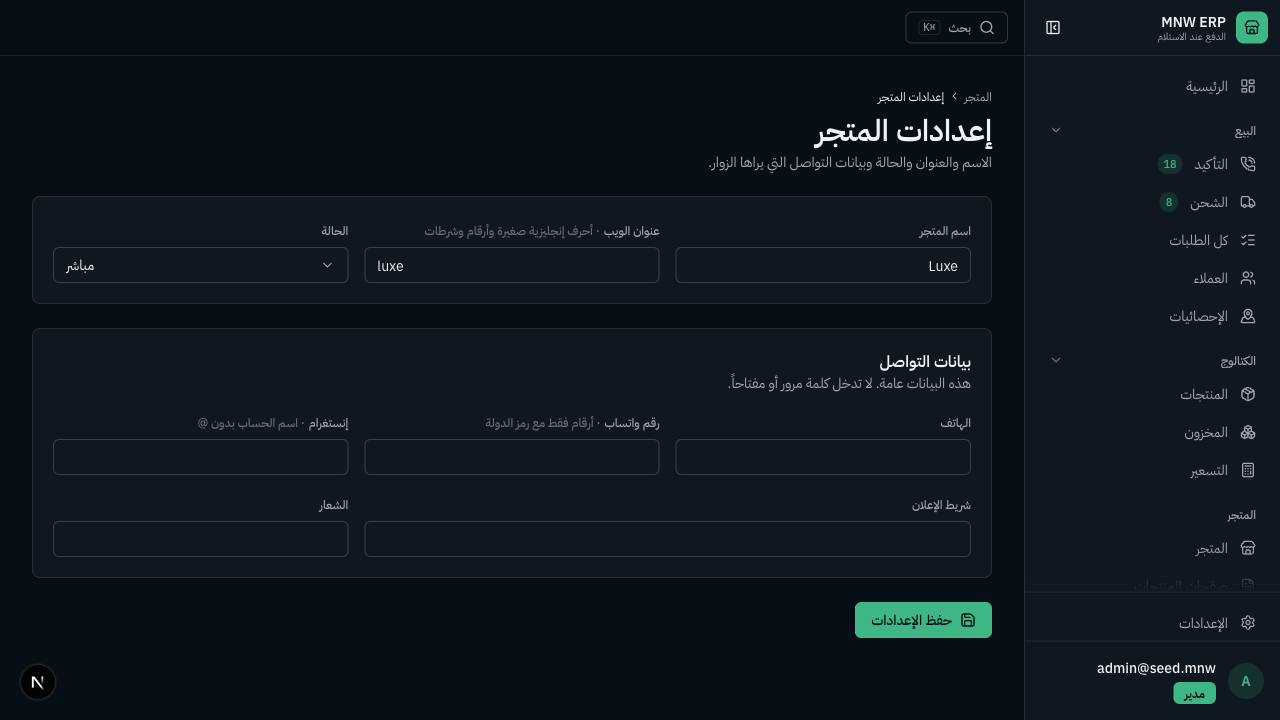 MNW ERP
الدفع عند الاستلام
الرئيسية
البيع
التأكيد 18
الشحن 8
كل الطلبات
العملاء
الإحصائيات
الكتالوج
المنتجات
المخزون
التسعير
المتجر
المتجر
صفحات المنتجات
الإعدادات
A
admin@seed.mnw
مدير
بحث ⌘K
المتجر › إعدادات المتجر
إعدادات المتجر
الاسم والعنوان والحالة وبيانات التواصل التي يراها الزوار.
اسم المتجر
Luxe
عنوان الويب · أحرف إنجليزية صغيرة وأرقام وشرطات
luxe
الحالة
مباشر
بيانات التواصل
هذه البيانات عامة. لا تدخل كلمة مرور أو مفتاحاً.
الهاتف
رقم واتساب · أرقام فقط مع رمز الدولة
إنستغرام · اسم الحساب بدون @
شريط الإعلان
الشعار
حفظ الإعدادات
N